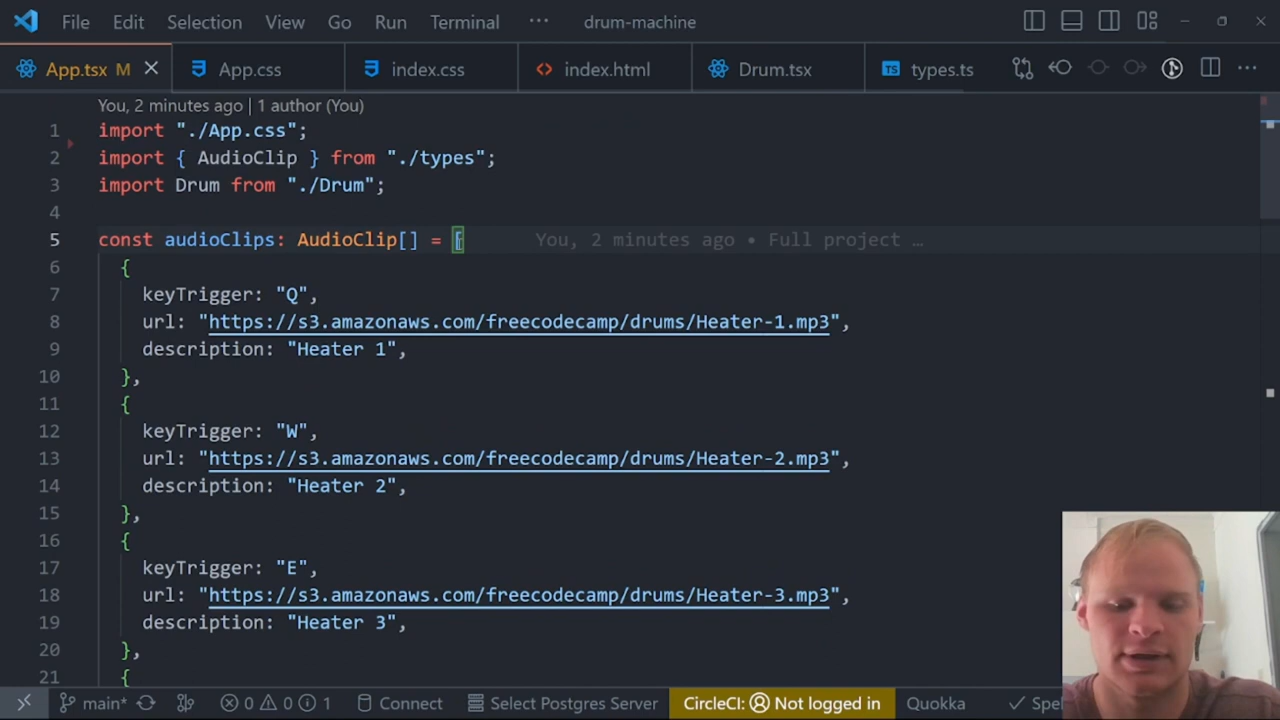 File Edit Selection View Go Run Terminal ··· drum-machine
App.tsx M App.css index.css index.html Drum.tsx TS types.ts ···
You, 2 minutes ago | 1 author (You)
1 import "./App.css";
2 import { AudioClip } from "./types";
3 import Drum from "./Drum";
4
5 const audioClips: AudioClip[] = [ You, 2 minutes ago • Full project …
6 {
7 keyTrigger: "Q",
8 url: "https://s3.amazonaws.com/freecodecamp/drums/Heater-1.mp3",
9 description: "Heater 1",
10 },
11 {
12 keyTrigger: "W",
13 url: "https://s3.amazonaws.com/freecodecamp/drums/Heater-2.mp3",
14 description: "Heater 2",
15 },
16 {
17 keyTrigger: "E",
18 url: "https://s3.amazonaws.com/freecodecamp/drums/Heater-3.mp3",
19 description: "Heater 3",
20 },
21 {
main* 0 0 1 Connect Select Postgres Server CircleCI: Not logged in Quokka